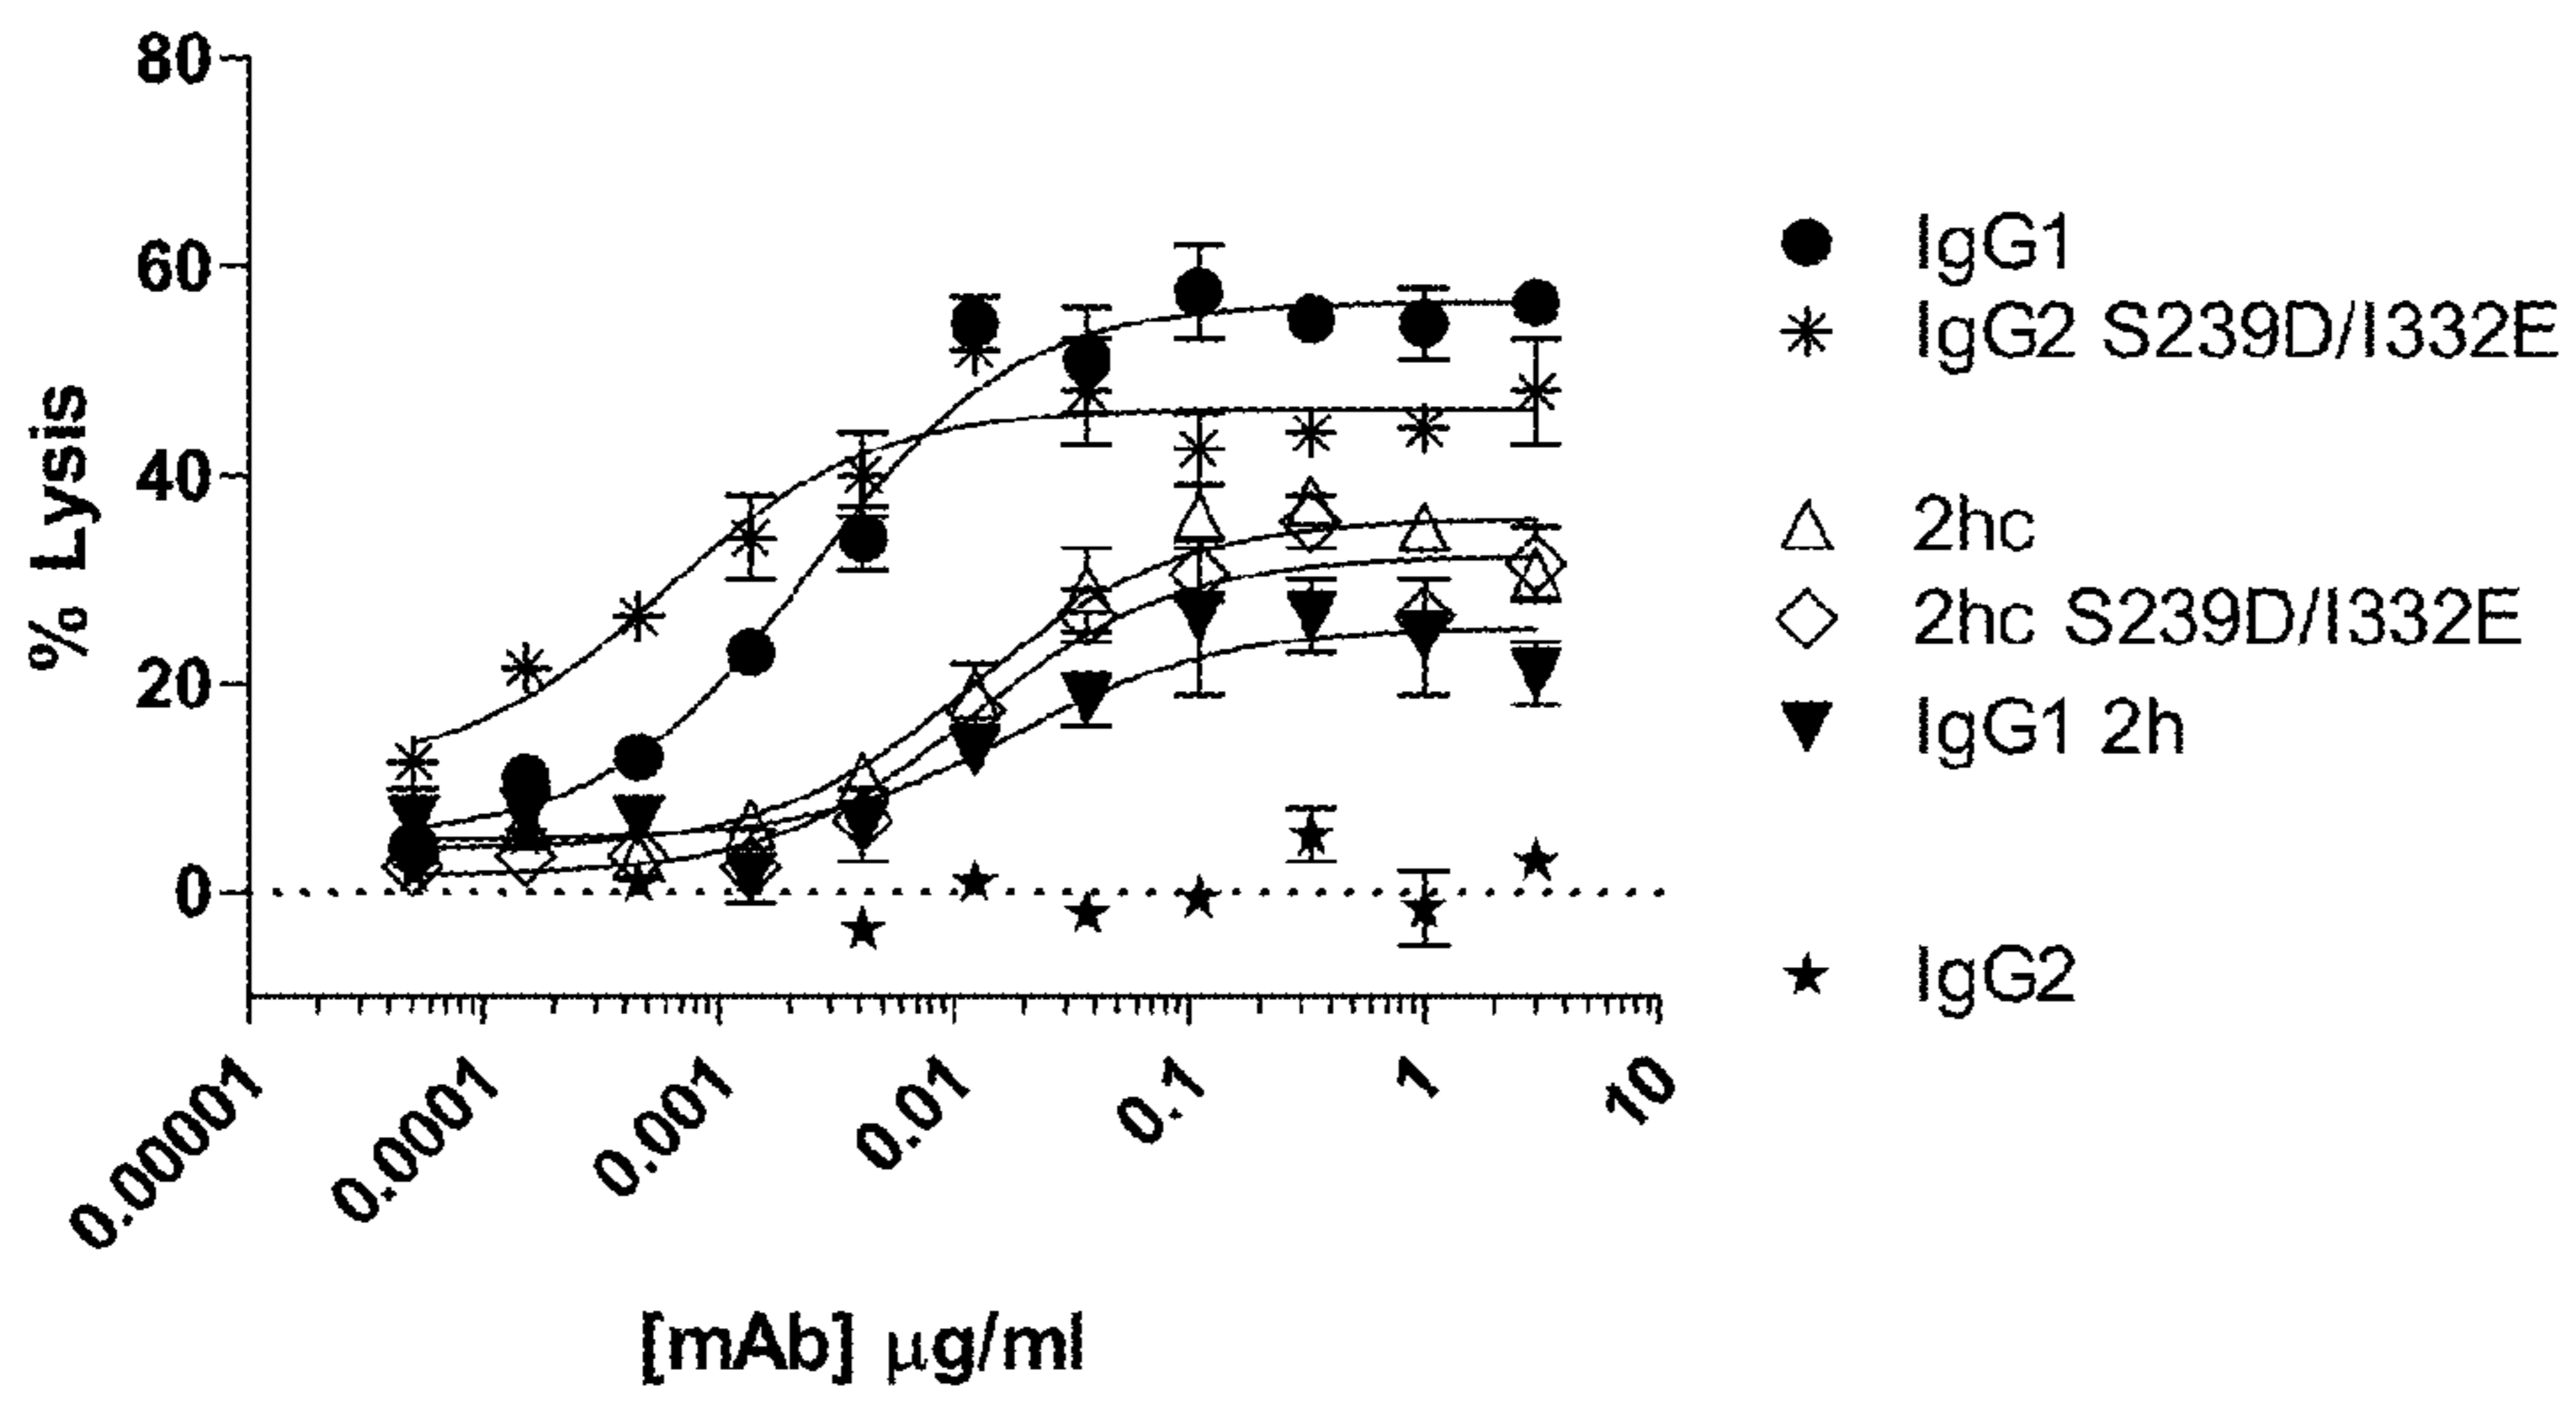 80
60
40
20
0
% Lysis
0.00001
0.0001
0.001
0.01
0.1
1
10
[mAb] μg/ml
IgG1
IgG2 S239D/I332E
2hc
2hc S239D/I332E
IgG1 2h
IgG2